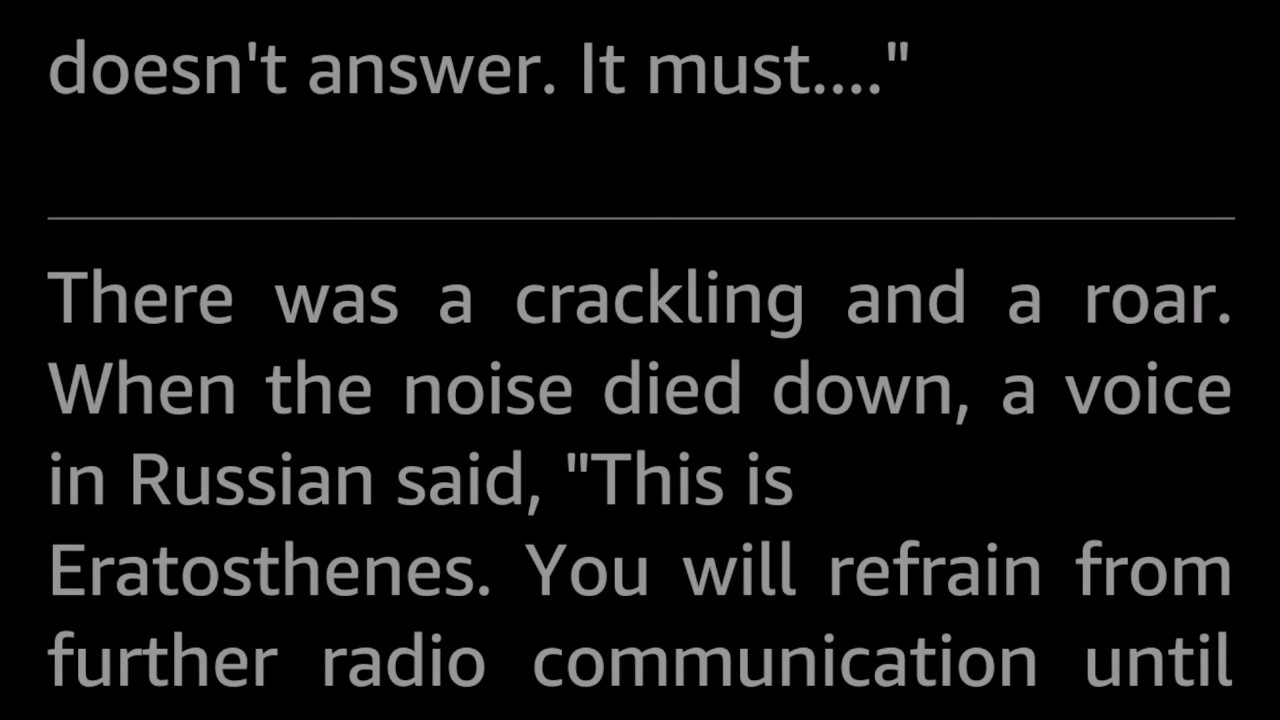 doesn't answer. It must...."
There was a crackling and a roar.
When the noise died down, a voice
in Russian said, "This is
Eratosthenes. You will refrain from
further radio communication until